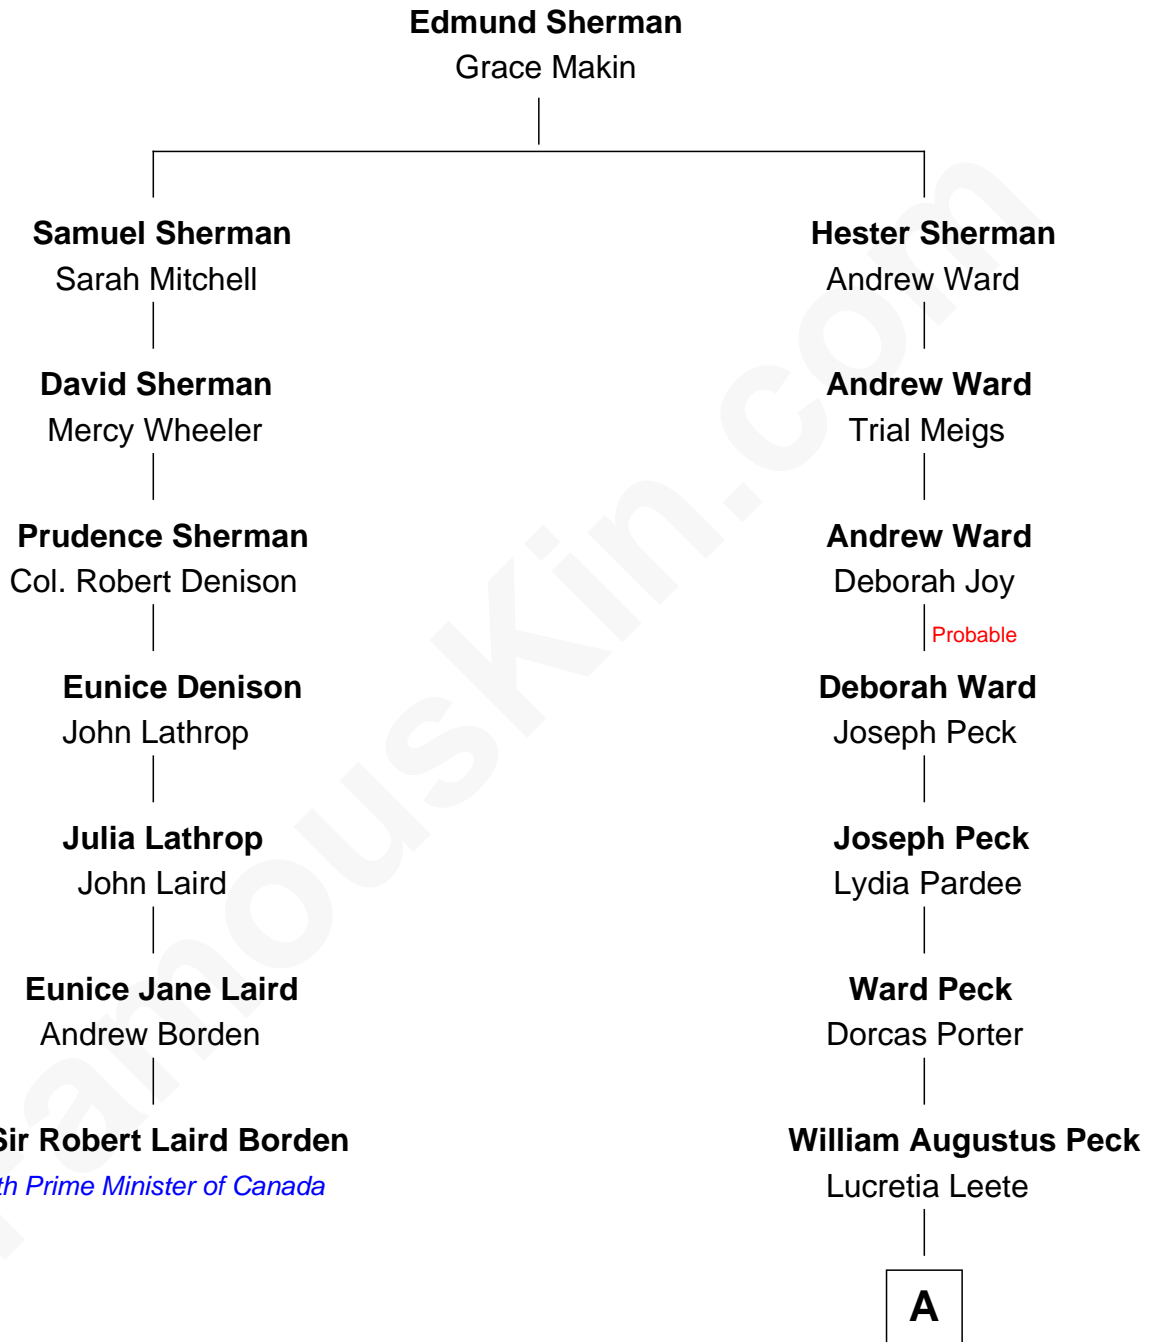 Edmund Sherman
Grace Makin
Samuel Sherman
Sarah Mitchell
David Sherman
Mercy Wheeler
Prudence Sherman
Col. Robert Denison
Eunice Denison
John Lathrop
Julia Lathrop
John Laird
Eunice Jane Laird
Andrew Borden
Sir Robert Laird Borden
th Prime Minister of Canada
Hester Sherman
Andrew Ward
Andrew Ward
Trial Meigs
Andrew Ward
Deborah Joy
Probable
Deborah Ward
Joseph Peck
Joseph Peck
Lydia Pardee
Ward Peck
Dorcas Porter
William Augustus Peck
Lucretia Leete
A
FamousKin.com